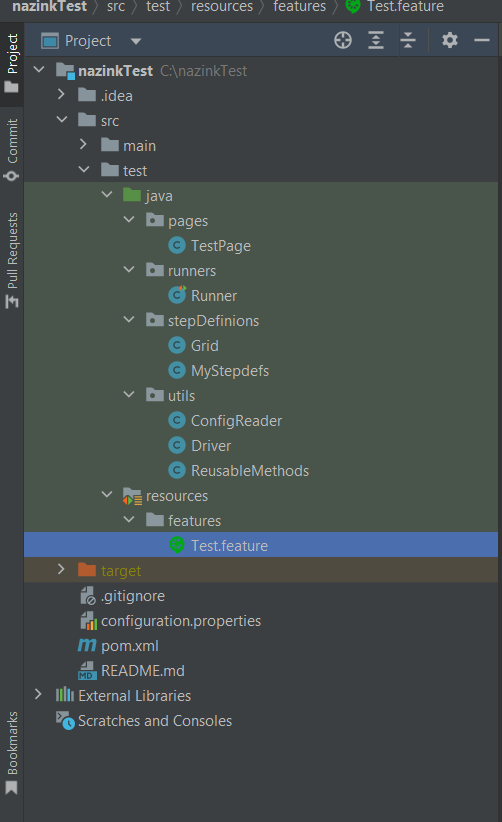 nazinkTest > src > test > resources > features > Test.feature
Project
Project
nazinkTest C:\nazinkTest
.idea
src
main
test
java
pages
TestPage
runners
Runner
stepDefinions
Grid
MyStepdefs
utils
ConfigReader
Driver
ReusableMethods
resources
features
Test.feature
target
.gitignore
configuration.properties
pom.xml
README.md
External Libraries
Scratches and Consoles
Commit
Pull Requests
Bookmarks